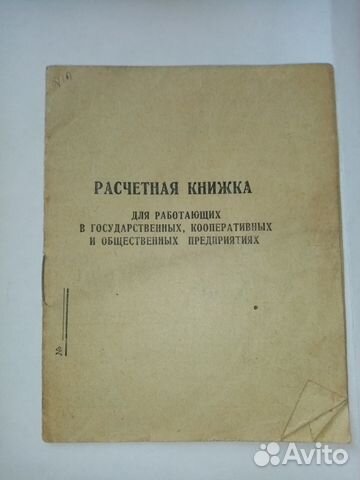 РАСЧЕТНАЯ КНИЖКА
ДЛЯ РАБОТАЮЩИХ
В ГОСУДАРСТВЕННЫХ, КООПЕРАТИВНЫХ
И ОБЩЕСТВЕННЫХ ПРЕДПРИЯТИЯХ
№
Avito